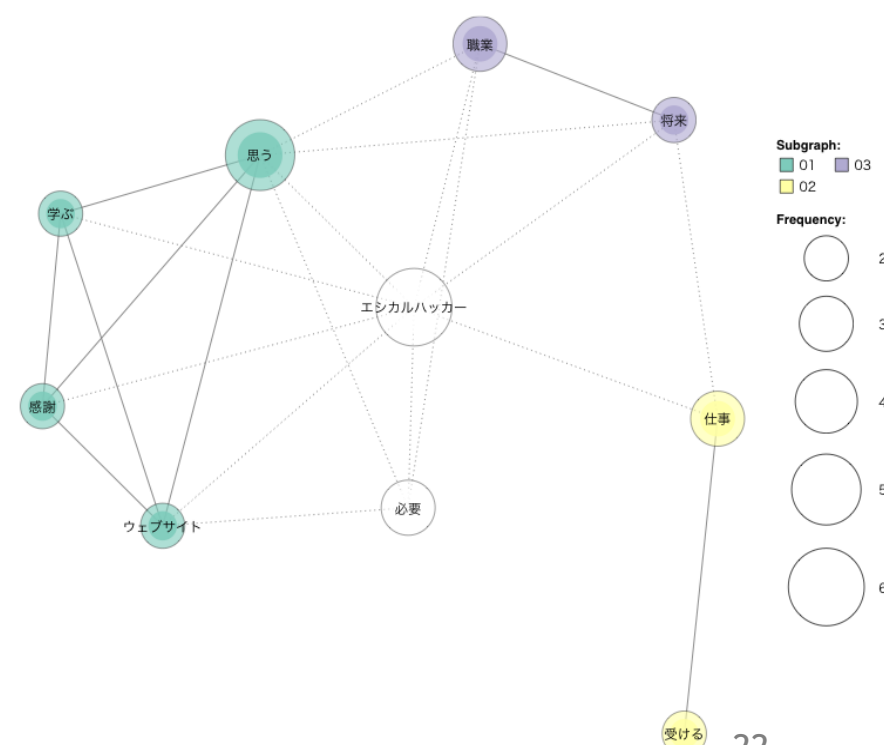 職業
将来
思う
学ぶ
エシカルハッカー
感謝
仕事
必要
ウェブサイト
受ける
Subgraph:
01 03
02
Frequency:
2
3
4
5
6